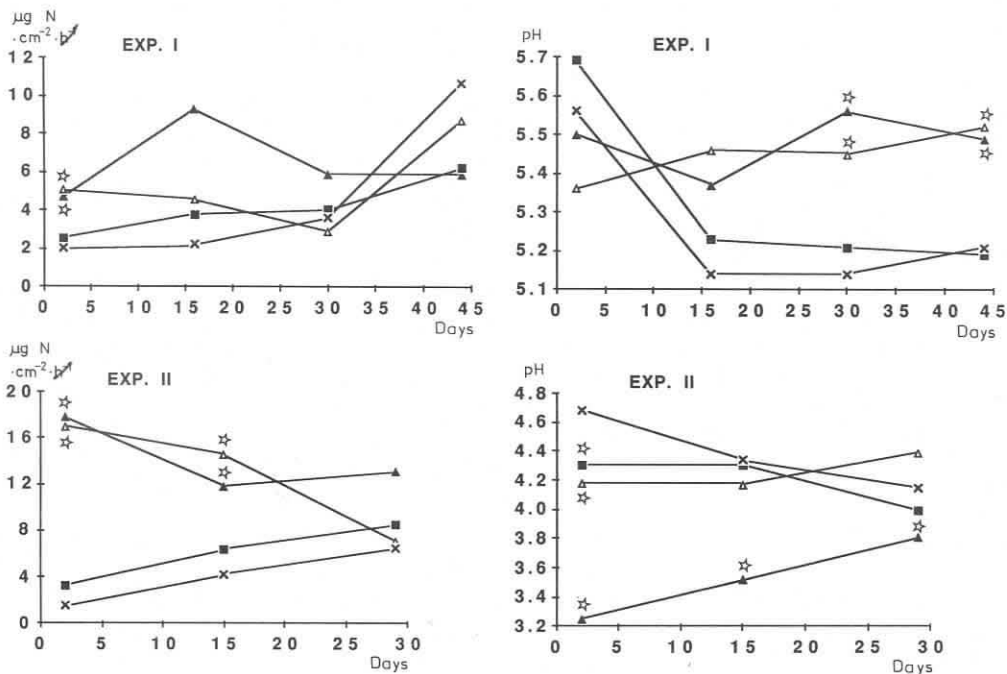 µg N
·cm⁻²·h⁻¹
EXP. I
12
10
8
6
4
2
0
0 5 10 15 20 25 30 35 40 45
Days
pH
EXP. I
5.7
5.6
5.5
5.4
5.3
5.2
5.1
0 5 10 15 20 25 30 35 40 45
Days
µg N
·cm⁻²·h⁻¹
EXP. II
20
16
12
8
4
0
0 5 10 15 20 25 30
Days
pH
EXP. II
4.8
4.6
4.4
4.2
4.0
3.8
3.6
3.4
3.2
0 5 10 15 20 25 30
Days